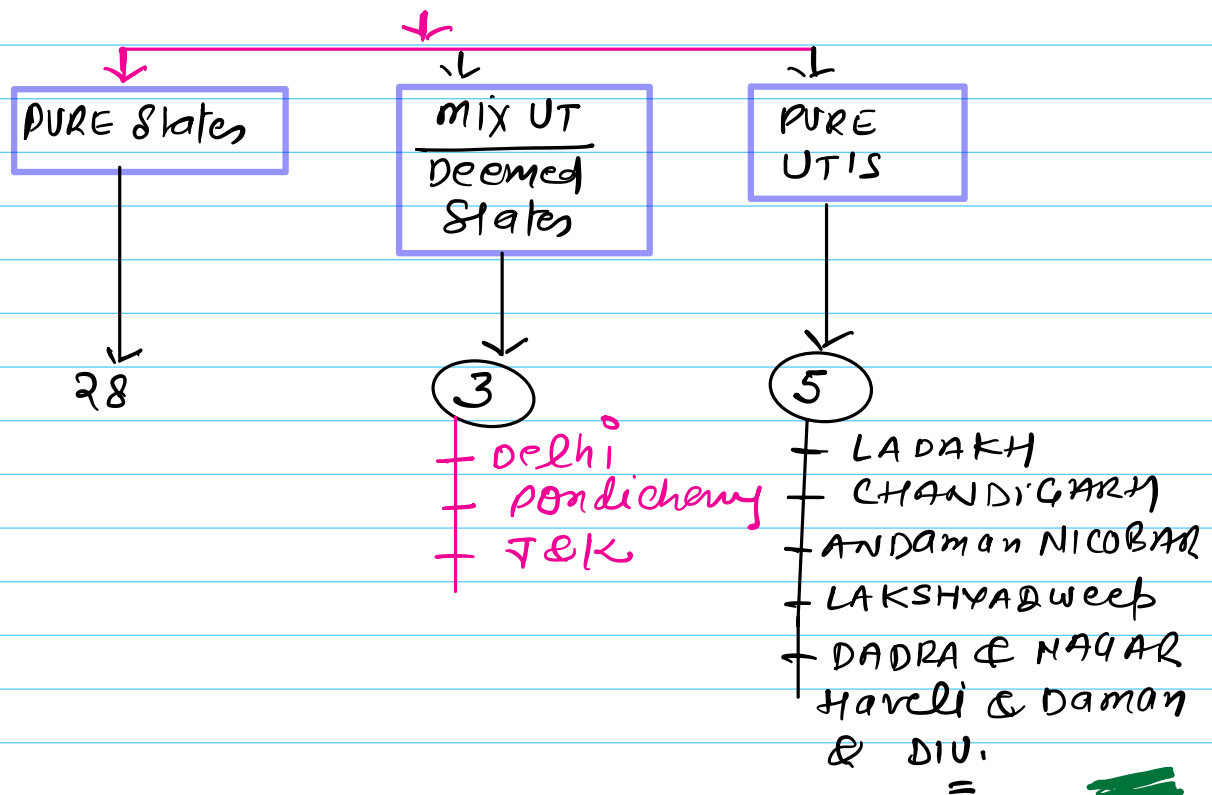 PURE States
MIX UT
Deemed
States
PURE
UTIS
28
3
Delhi
Pondicherry
J&K
5
LADAKH
CHANDIGARH
ANDaman NICOBAR
LAKSHYADweep
DADRA & NAGAR
Haveli & Daman
& DIU.